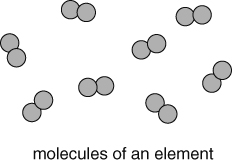 molecules of an element